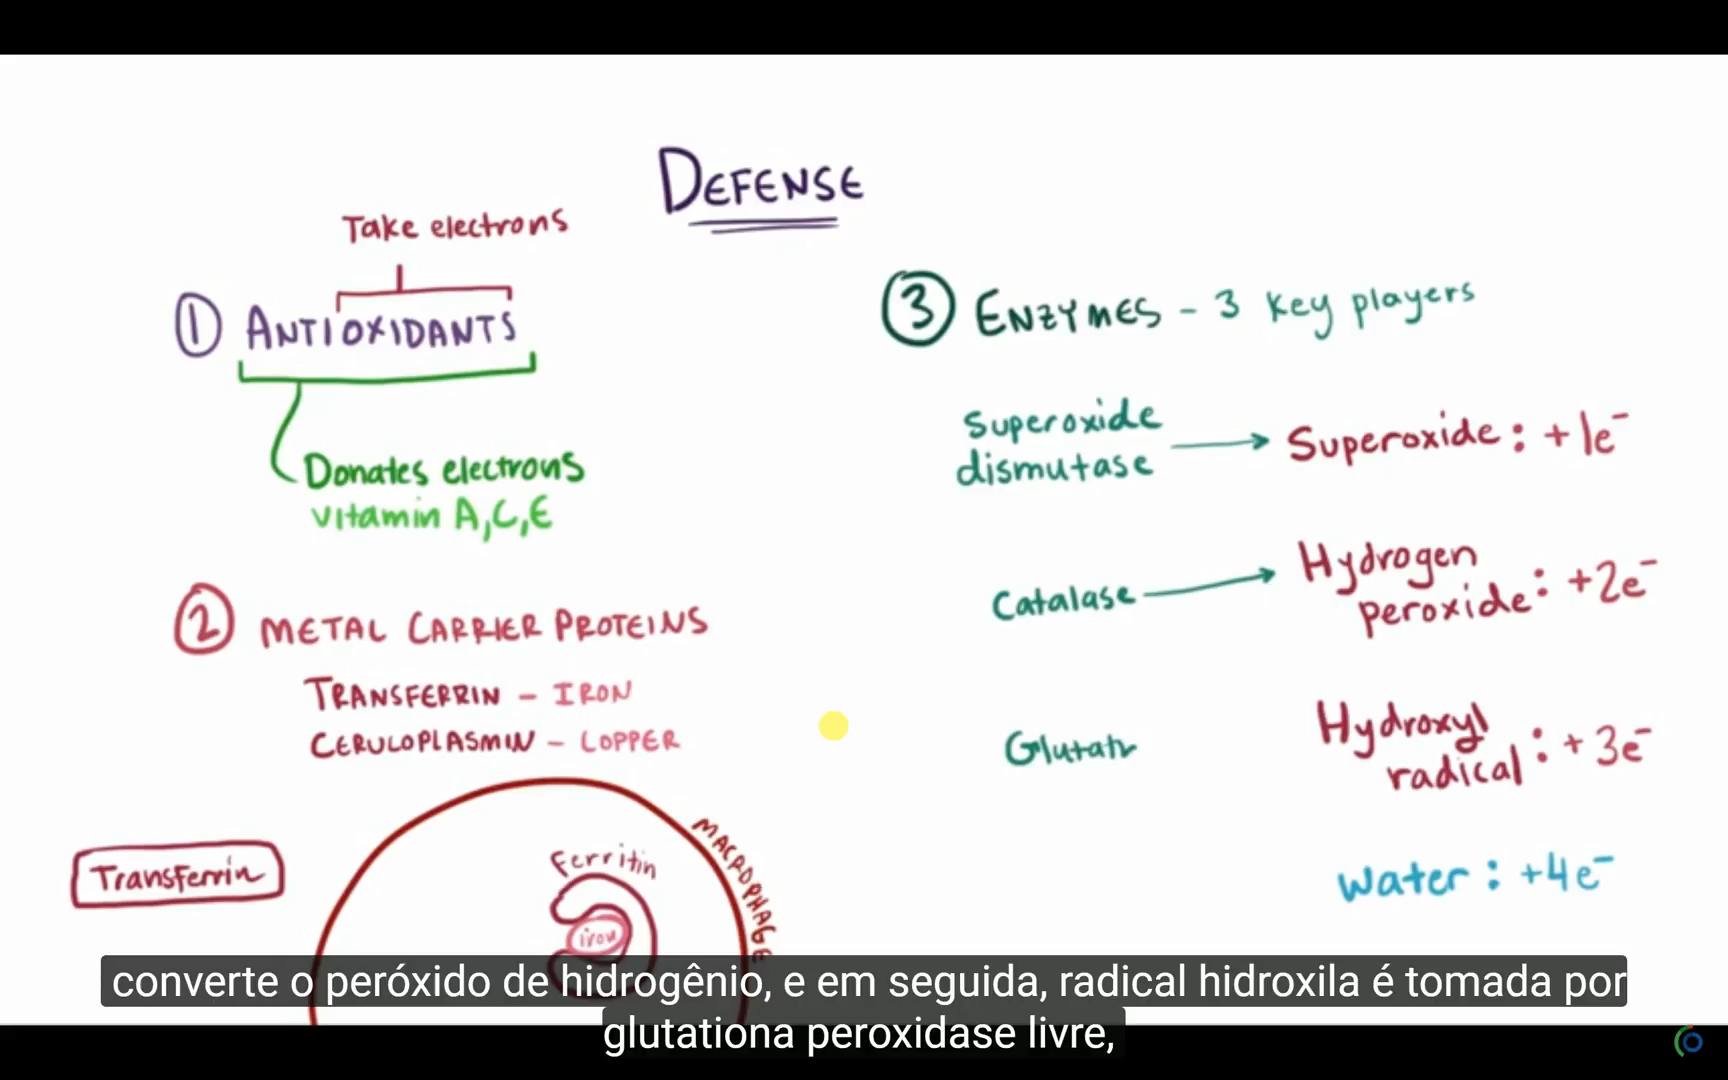 DEFENSE
Take electrons
1 ANTIOXIDANTS
Donates electrons
vitamin A,C,E
2 METAL CARRIER PROTEINS
TRANSFERRIN - IRON
CERULOPLASMIN - COPPER
Transferrin
Ferritin
iron
MACROPHAGE
3 ENZYMES - 3 key players
Superoxide
dismutase
Superoxide: +1e⁻
Catalase
Hydrogen
peroxide: +2e⁻
Glutath
Hydroxyl
radical: +3e⁻
Water: +4e⁻
converte o peróxido de hidrogênio, e em seguida, radical hidroxila é tomada por
glutationa peroxidase livre,